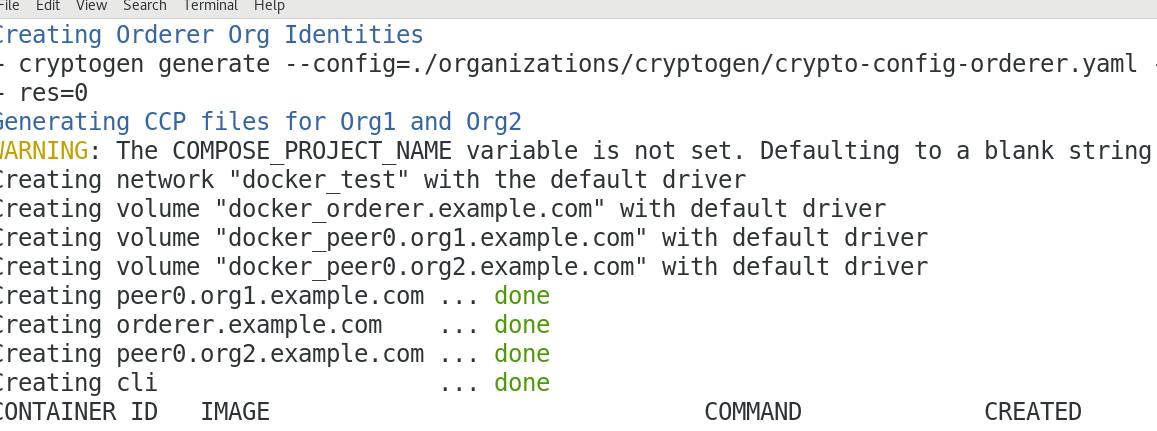 File Edit View Search Terminal Help
Creating Orderer Org Identities
+ cryptogen generate --config=./organizations/cryptogen/crypto-config-orderer.yaml -
+ res=0
Generating CCP files for Org1 and Org2
WARNING: The COMPOSE_PROJECT_NAME variable is not set. Defaulting to a blank string
Creating network "docker_test" with the default driver
Creating volume "docker_orderer.example.com" with default driver
Creating volume "docker_peer0.org1.example.com" with default driver
Creating volume "docker_peer0.org2.example.com" with default driver
Creating peer0.org1.example.com ... done
Creating orderer.example.com    ... done
Creating peer0.org2.example.com ... done
Creating cli                    ... done
CONTAINER ID   IMAGE                               COMMAND             CREATED